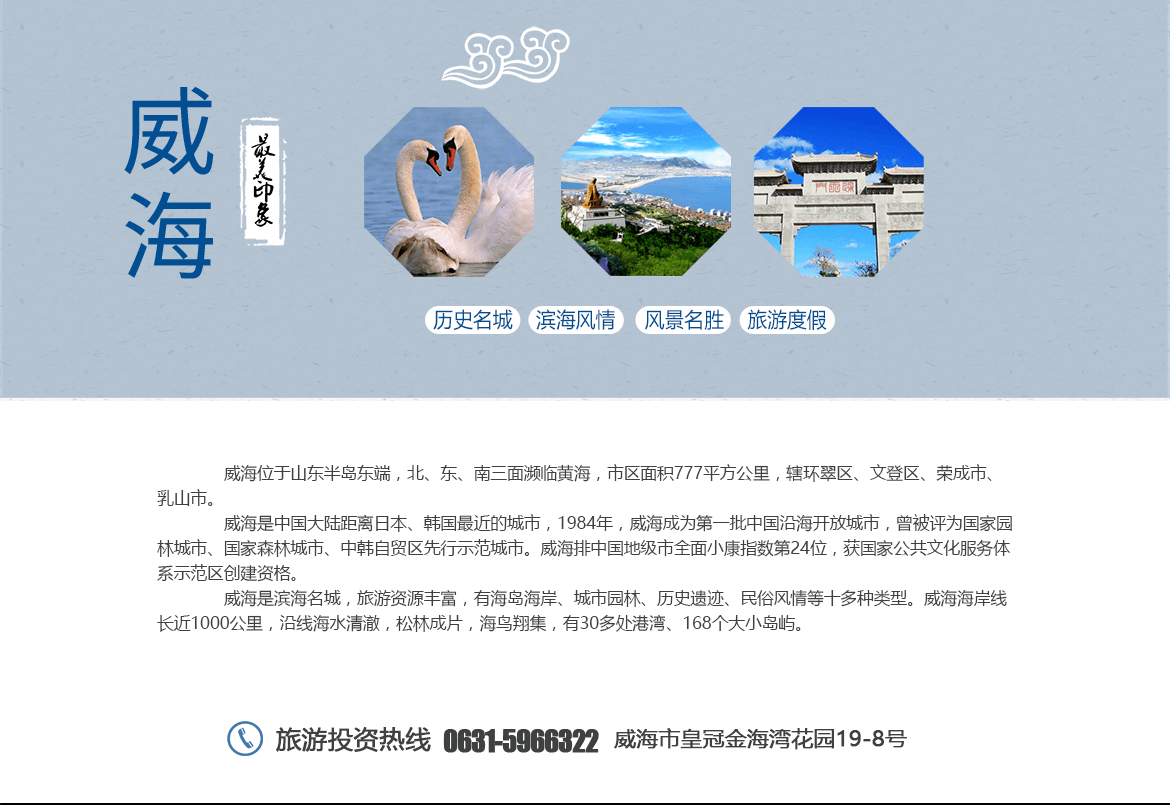 威海
最美印象
历史名城 滨海风情 风景名胜 旅游度假
威海位于山东半岛东端，北、东、南三面濒临黄海，市区面积777平方公里，辖环翠区、文登区、荣成市、
乳山市。
威海是中国大陆距离日本、韩国最近的城市，1984年，威海成为第一批中国沿海开放城市，曾被评为国家园
林城市、国家森林城市、中韩自贸区先行示范城市。威海排中国地级市全面小康指数第24位，获国家公共文化服务体
系示范区创建资格。
威海是滨海名城，旅游资源丰富，有海岛海岸、城市园林、历史遗迹、民俗风情等十多种类型。威海海岸线
长近1000公里，沿线海水清澈，松林成片，海鸟翔集，有30多处港湾、168个大小岛屿。
旅游投资热线 0631-5966322 威海市皇冠金海湾花园19-8号